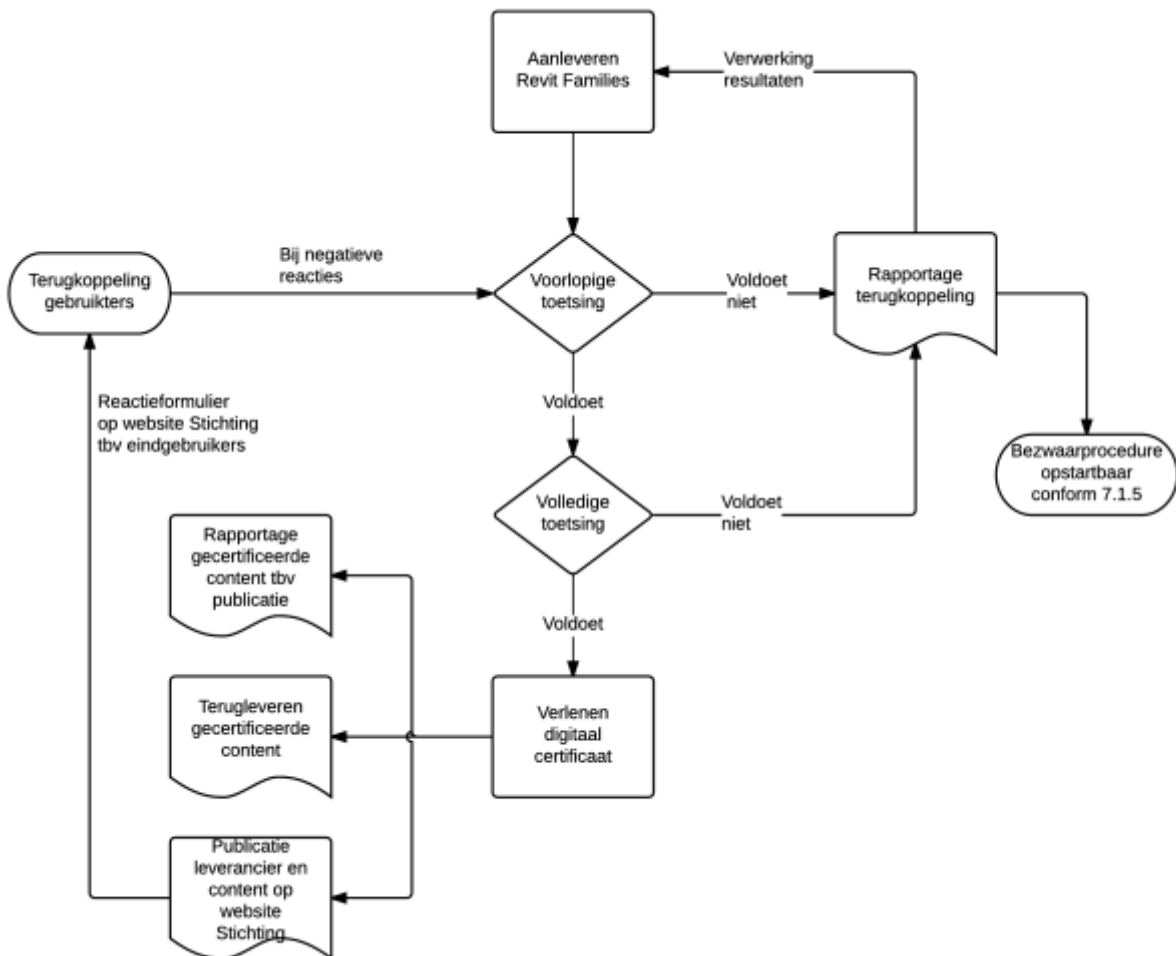 Aanleveren
Revit Families
Verwerking
resultaten
Terugkoppeling
gebruikters
Bij negatieve
reacties
Voorlopige
toetsing
Voldoet
niet
Rapportage
terugkoppeling
Reactieformulier
op website Stichting
tbv eindgebruikers
Voldoet
Bezwaarprocedure
opstartbaar
conform 7.1.5
Volledige
toetsing
Voldoet
niet
Rapportage
gecertificeerde
content tbv
publicatie
Voldoet
Terugleveren
gecertificeerde
content
Verlenen
digitaal
certificaat
Publicatie
leverancier en
content op
website
Stichting